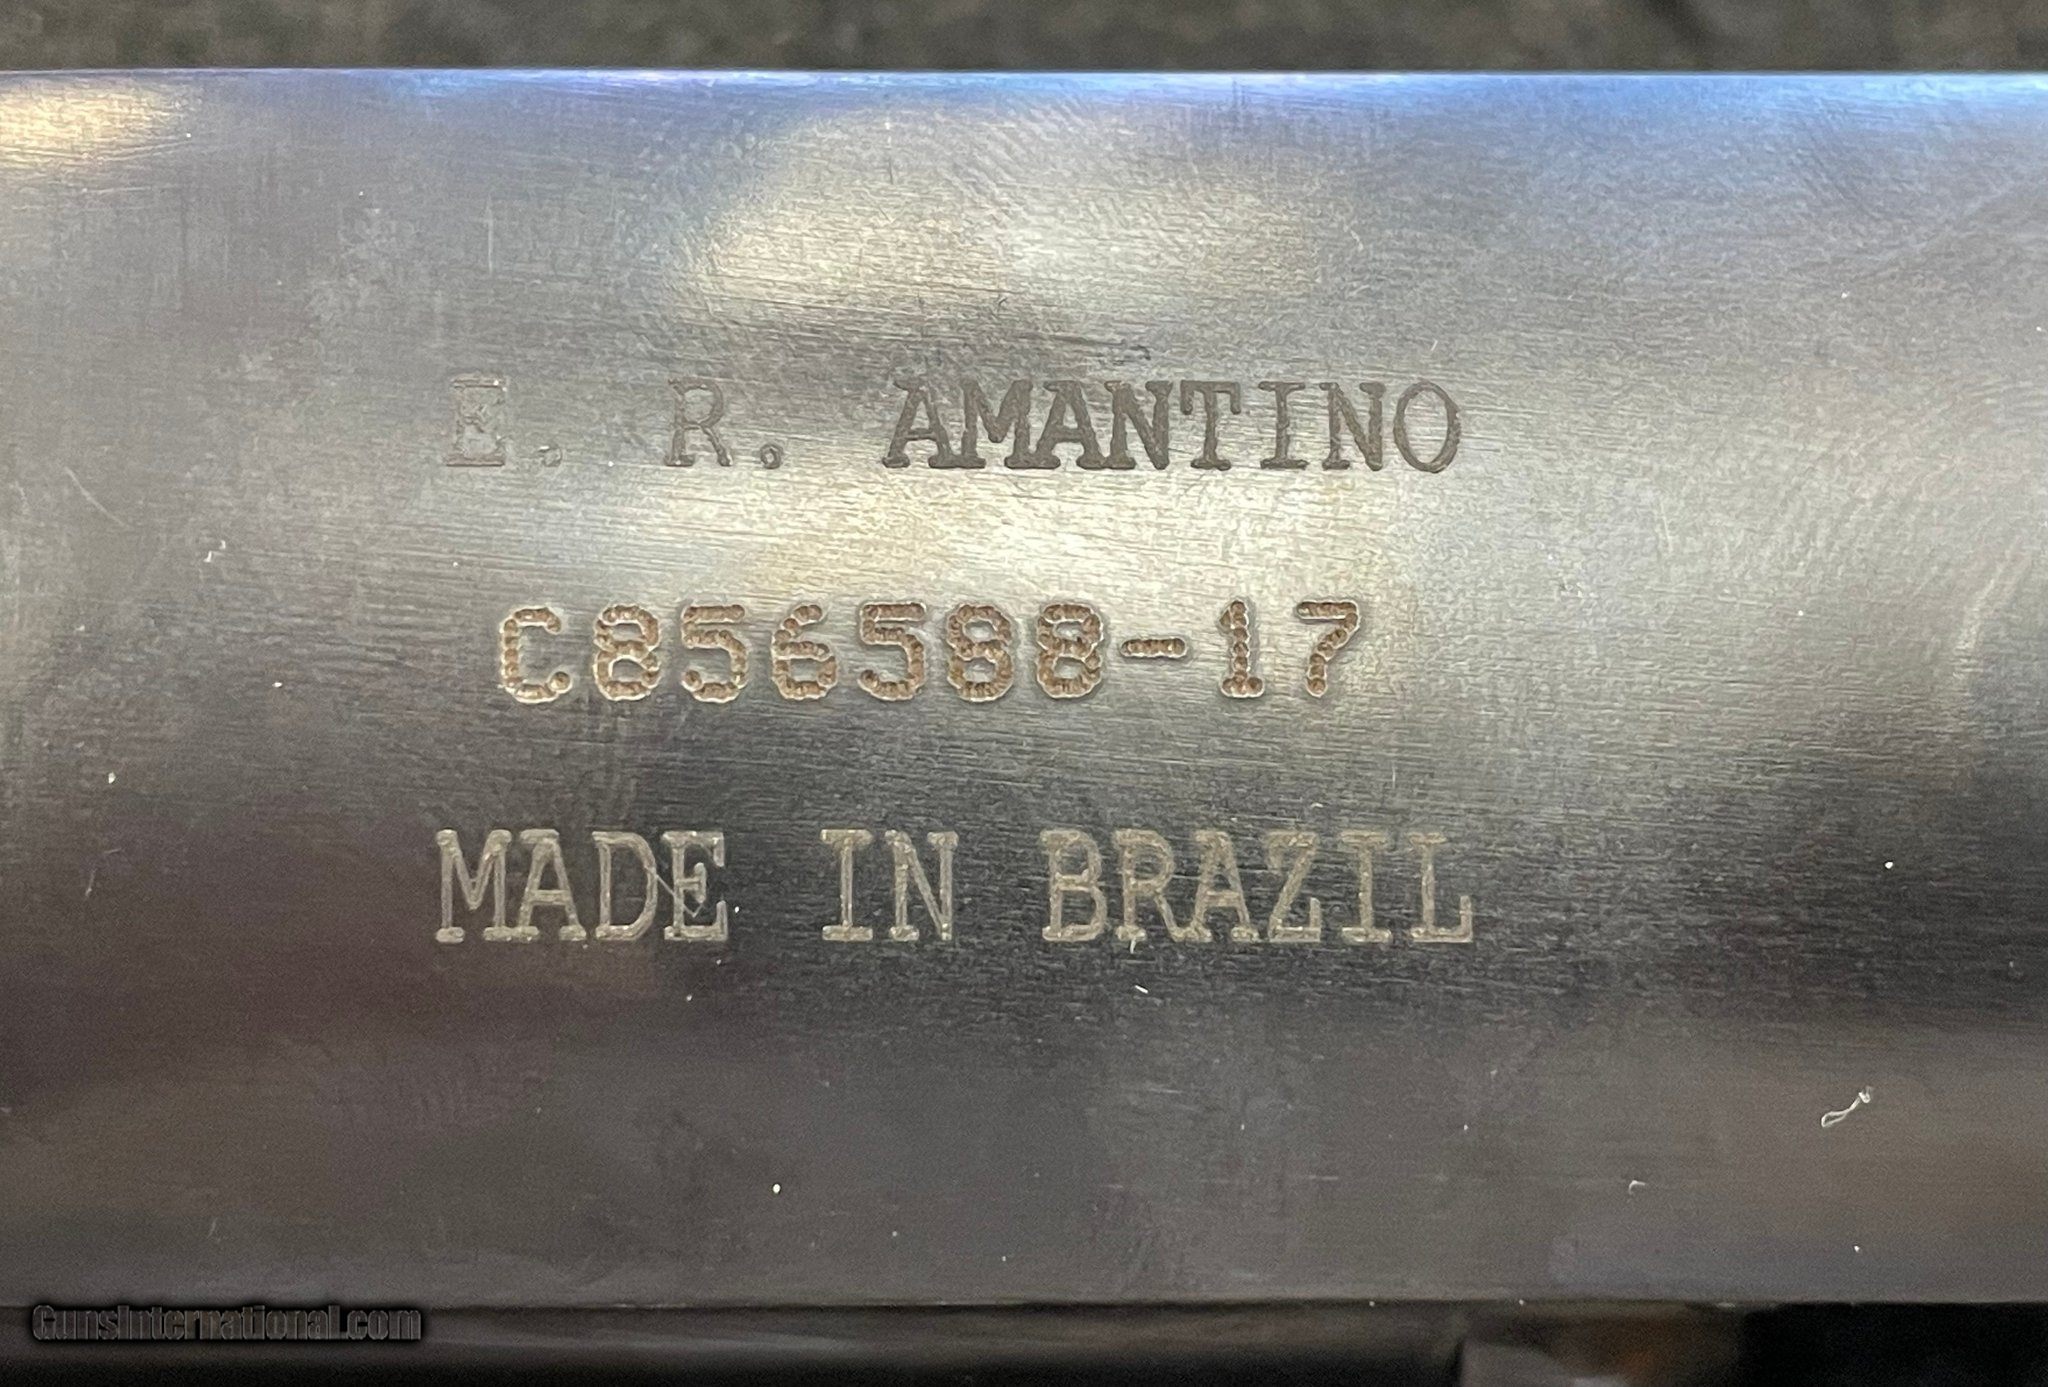 E. R. AMANTINO
C856588-17
MADE IN BRAZIL
GunsInternational.com